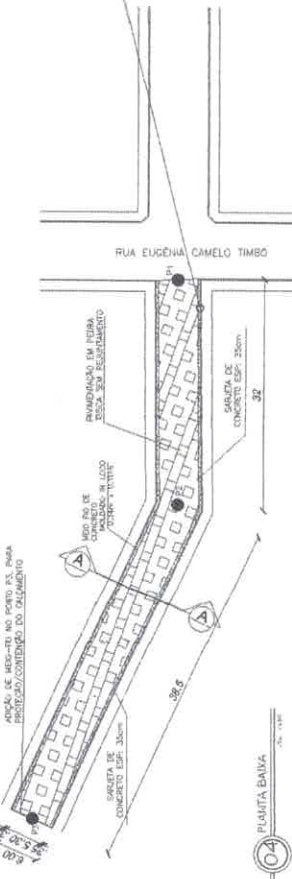 RUA EUGÊNIA CAMELO TIMBÓ
P1
PAVIMENTAÇÃO EM PEDRA
TOSCA SEM REJUNTAMENTO
SARJETA DE
CONCRETO ESP: 35cm
32
MEIO FIO DE
CONCRETO
MOLDADO IN LOCO
P2
A
A
ADIÇÃO DE MEIO-FIO NO PONTO P3, PARA
PROTEÇÃO/CONTENÇÃO DO CALÇAMENTO
SARJETA DE
CONCRETO ESP: 35cm
38.5
P3
6.00
5.30
04
PLANTA BAIXA